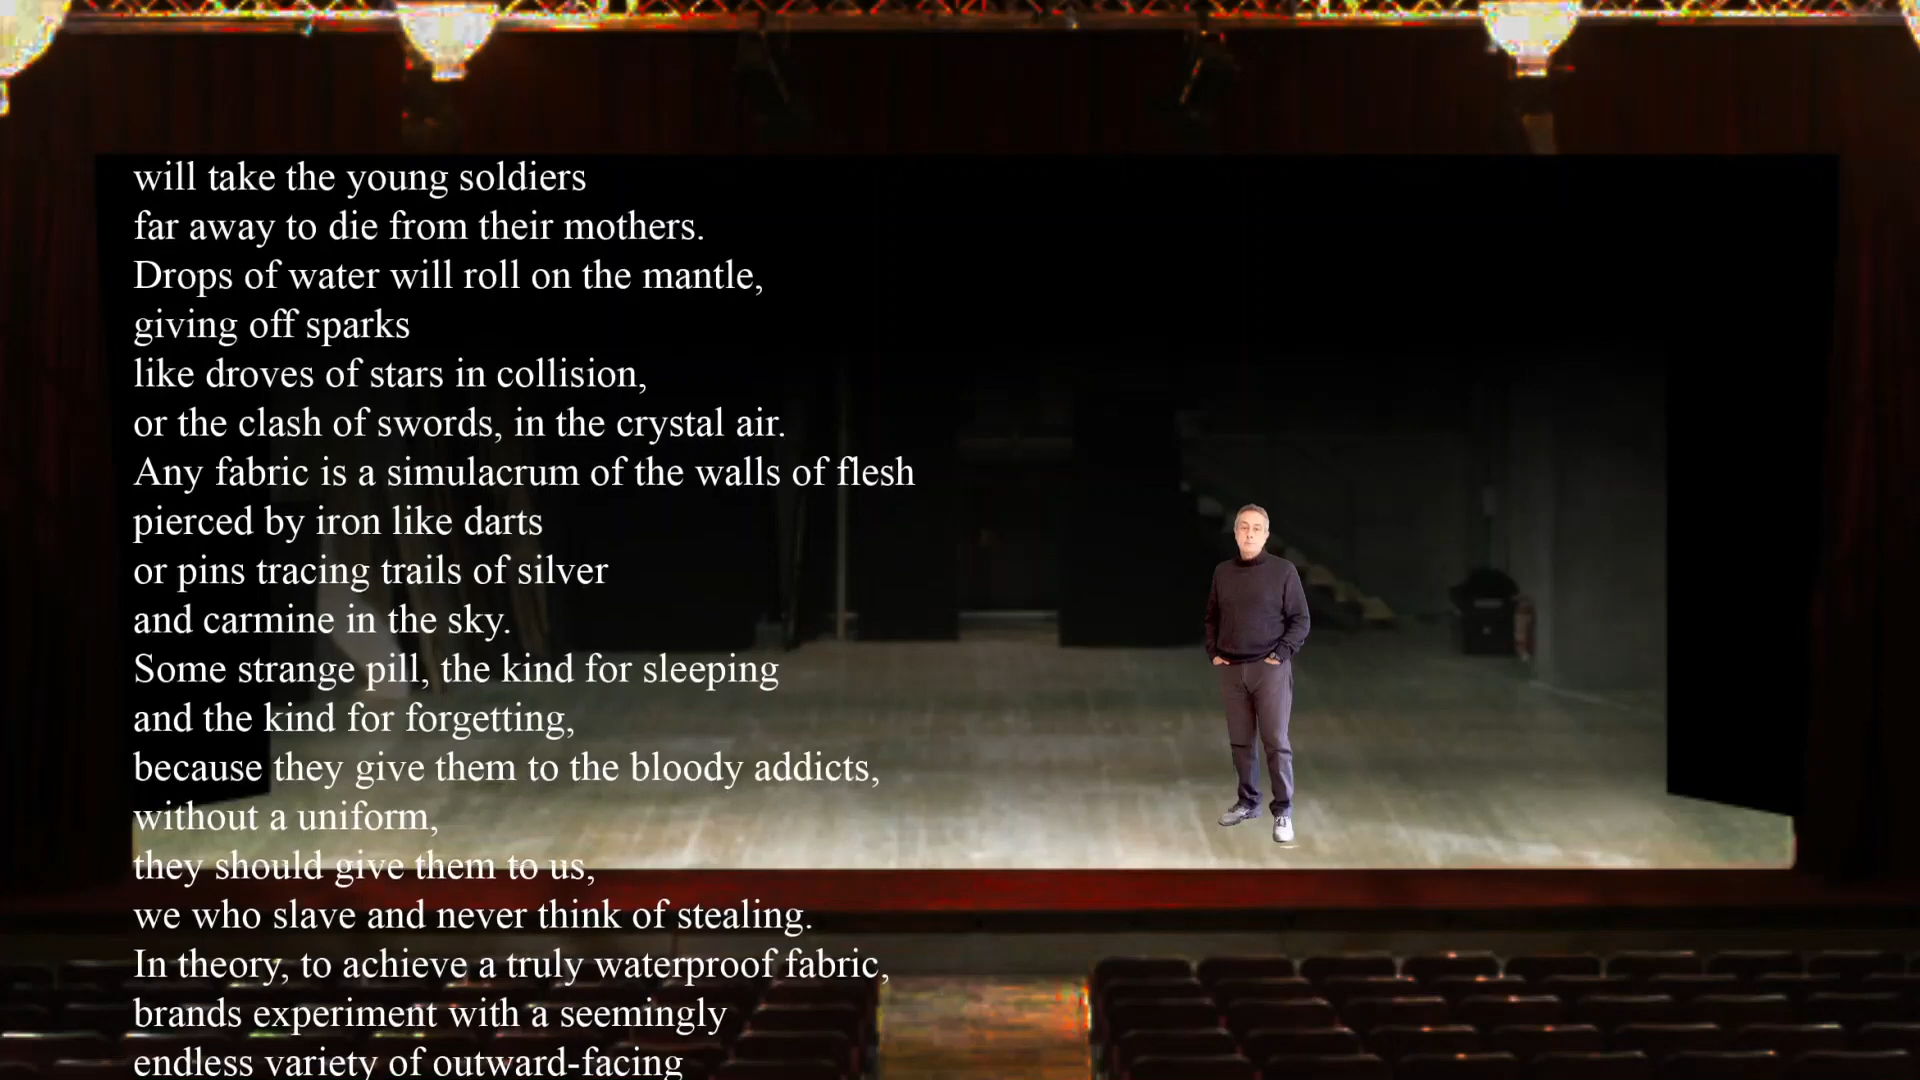 will take the young soldiers
far away to die from their mothers.
Drops of water will roll on the mantle,
giving off sparks
like droves of stars in collision,
or the clash of swords, in the crystal air.
Any fabric is a simulacrum of the walls of flesh
pierced by iron like darts
or pins tracing trails of silver
and carmine in the sky.
Some strange pill, the kind for sleeping
and the kind for forgetting,
because they give them to the bloody addicts,
without a uniform,
they should give them to us,
we who slave and never think of stealing.
In theory, to achieve a truly waterproof fabric,
brands experiment with a seemingly
endless variety of outward-facing